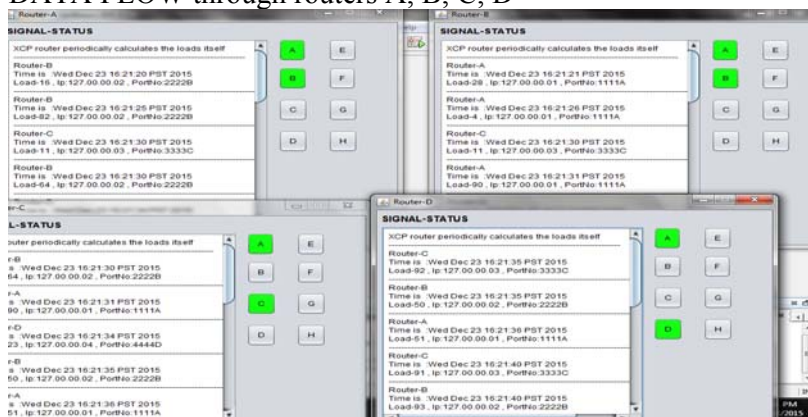 DATA FLOW through routers A, B, C, D
Router-A
SIGNAL-STATUS
XCP router periodically calculates the loads itself
Router-B
Time is :Wed Dec 23 16:21:20 PST 2015
Load-16 , Ip:127.00.00.02 , PortNo:2222B
Router-B
Time is :Wed Dec 23 16:21:25 PST 2015
Load-82 , Ip:127.00.00.02 , PortNo:2222B
Router-C
Time is :Wed Dec 23 16:21:30 PST 2015
Load-11 , Ip:127.00.00.03 , PortNo:3333C
Router-B
Time is :Wed Dec 23 16:21:30 PST 2015
Load-64 , Ip:127.00.00.02 , PortNo:2222B
A E
B F
C G
D H
Router-B
SIGNAL-STATUS
XCP router periodically calculates the loads itself
Router-B
Time is :Wed Dec 23 16:21:21 PST 2015
Load-28 , Ip:127.00.00.01 , PortNo:1111A
Router-A
Time is :Wed Dec 23 16:21:26 PST 2015
Load-4 , Ip:127.00.00.01 , PortNo:1111A
Router-C
Time is :Wed Dec 23 16:21:30 PST 2015
Load-11 , Ip:127.00.00.03 , PortNo:3333C
Router-A
Time is :Wed Dec 23 16:21:31 PST 2015
Load-90 , Ip:127.00.00.01 , PortNo:1111A
A E
B F
C G
D H
er-C
L-STATUS
outer periodically calculates the loads itself
r-B
s :Wed Dec 23 16:21:30 PST 2015
64 , Ip:127.00.00.02 , PortNo:2222B
r-A
s :Wed Dec 23 16:21:31 PST 2015
90 , Ip:127.00.00.01 , PortNo:1111A
r-D
s :Wed Dec 23 16:21:34 PST 2015
23 , Ip:127.00.00.04 , PortNo:4444D
r-B
s :Wed Dec 23 16:21:35 PST 2015
50 , Ip:127.00.00.02 , PortNo:2222B
r-A
s :Wed Dec 23 16:21:36 PST 2015
51 , Ip:127.00.00.01 , PortNo:1111A
A E
B F
C G
D H
Router-D
SIGNAL-STATUS
XCP router periodically calculates the loads itself
Router-C
Time is :Wed Dec 23 16:21:35 PST 2015
Load-92 , Ip:127.00.00.03 , PortNo:3333C
Router-B
Time is :Wed Dec 23 16:21:35 PST 2015
Load-50 , Ip:127.00.00.02 , PortNo:2222B
Router-A
Time is :Wed Dec 23 16:21:36 PST 2015
Load-51 , Ip:127.00.00.01 , PortNo:1111A
Router-C
Time is :Wed Dec 23 16:21:40 PST 2015
Load-91 , Ip:127.00.00.03 , PortNo:3333C
Router-B
Time is :Wed Dec 23 16:21:40 PST 2015
Load-93 , Ip:127.00.00.02 , PortNo:2222B
A E
B F
C G
D H
PM
/2015